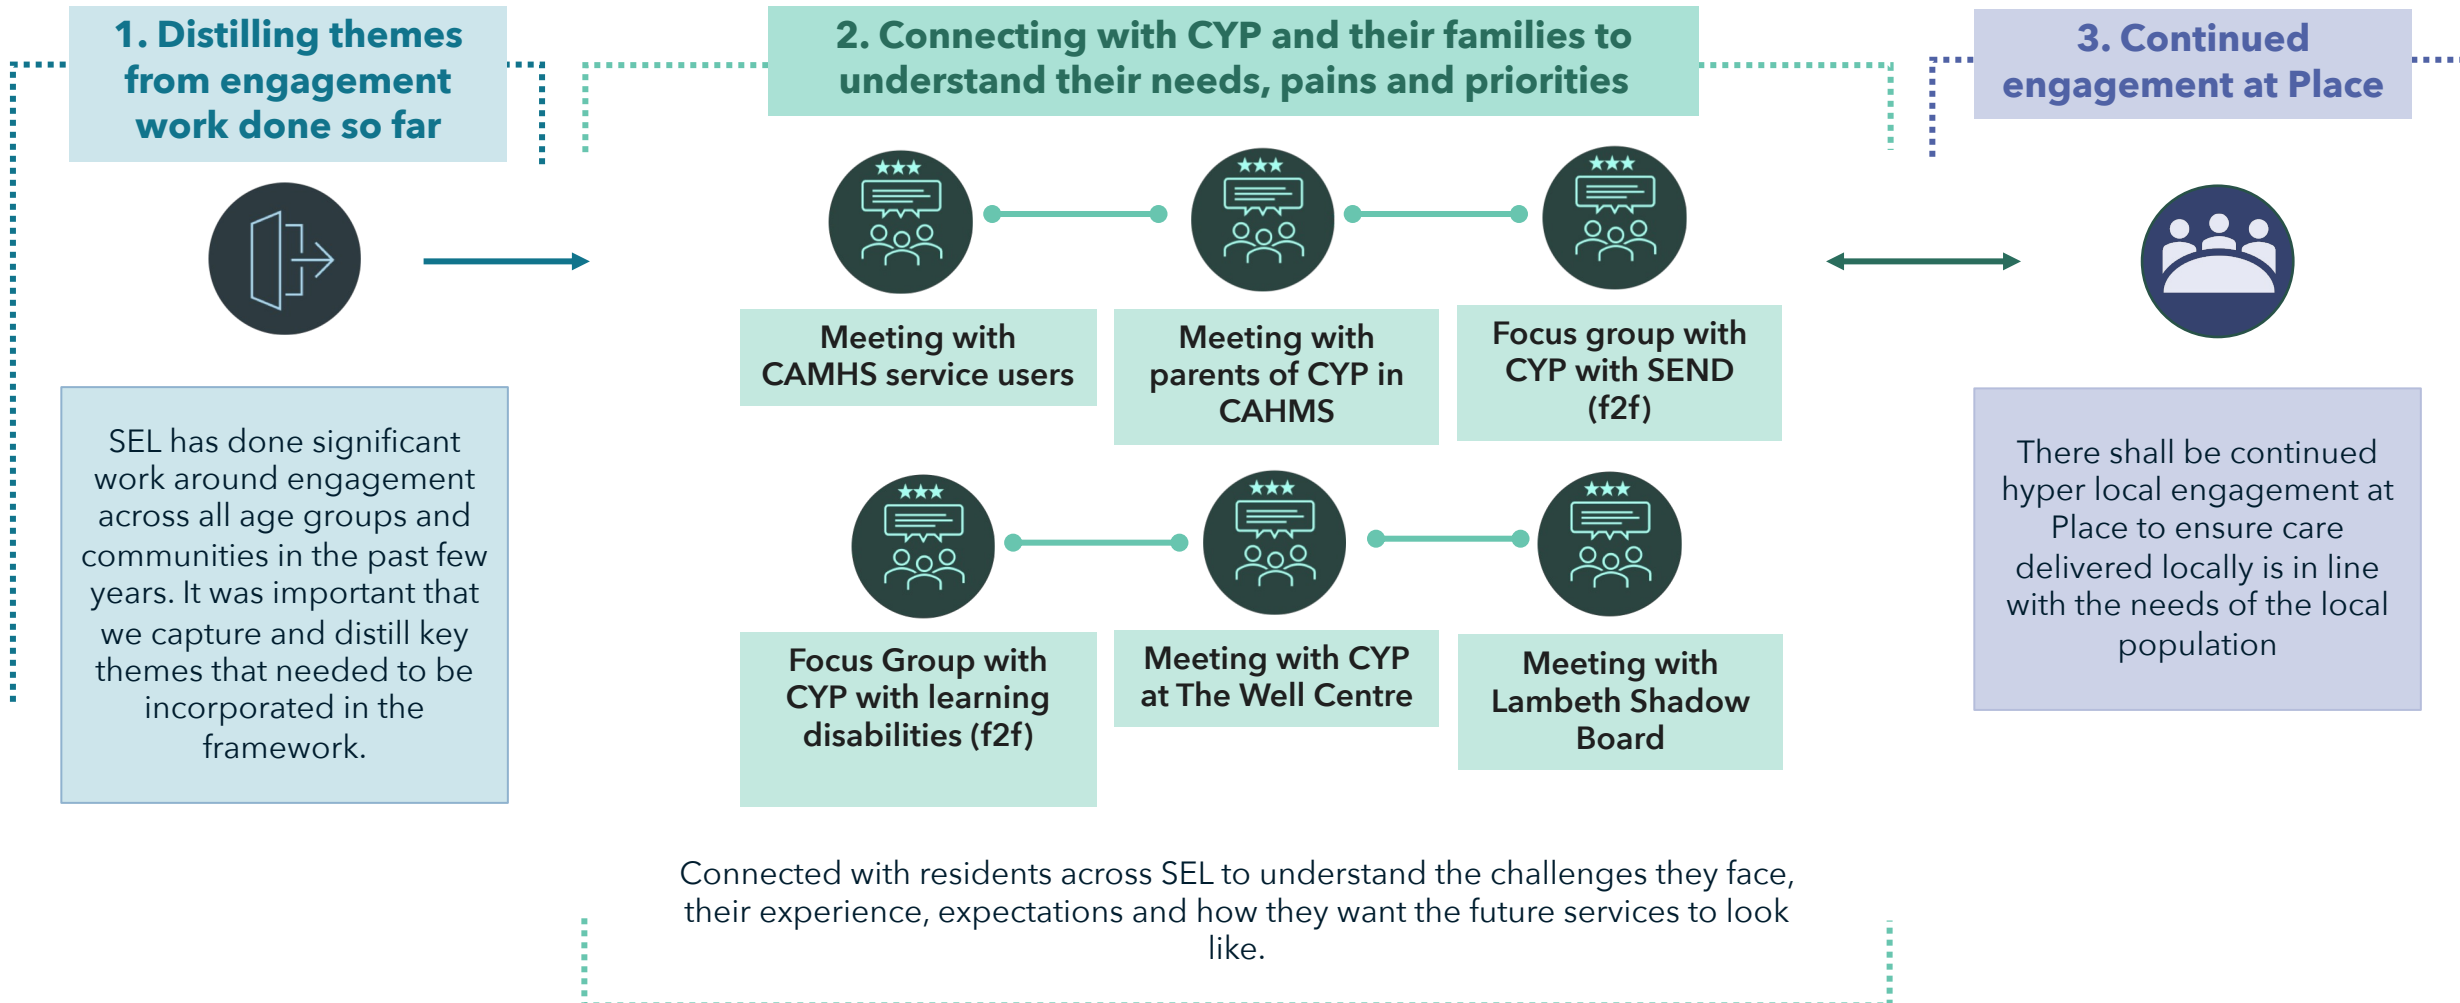 1. Distilling themes
from engagement
work done so far
SEL has done significant
work around engagement
across all age groups and
communities in the past few
years. It was important that
we capture and distill key
themes that needed to be
incorporated in the
framework.
2. Connecting with CYP and their families to
understand their needs, pains and priorities
Meeting with
CAMHS service users
Meeting with
parents of CYP in
CAHMS
Focus group with
CYP with SEND
(f2f)
Focus Group with
CYP with learning
disabilities (f2f)
Meeting with CYP
at The Well Centre
Meeting with
Lambeth Shadow
Board
Connected with residents across SEL to understand the challenges they face,
their experience, expectations and how they want the future services to look
like.
3. Continued
engagement at Place
There shall be continued
hyper local engagement at
Place to ensure care
delivered locally is in line
with the needs of the local
population